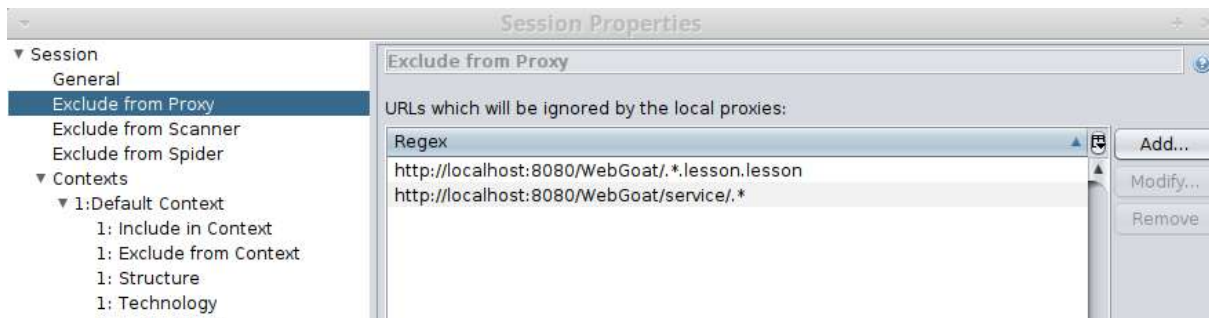 Session Properties
Session
General
Exclude from Proxy
Exclude from Scanner
Exclude from Spider
Contexts
1:Default Context
1: Include in Context
1: Exclude from Context
1: Structure
1: Technology
Exclude from Proxy
URLs which will be ignored by the local proxies:
Regex
http://localhost:8080/WebGoat/.*.lesson.lesson
http://localhost:8080/WebGoat/service/.*
Add...
Modify...
Remove